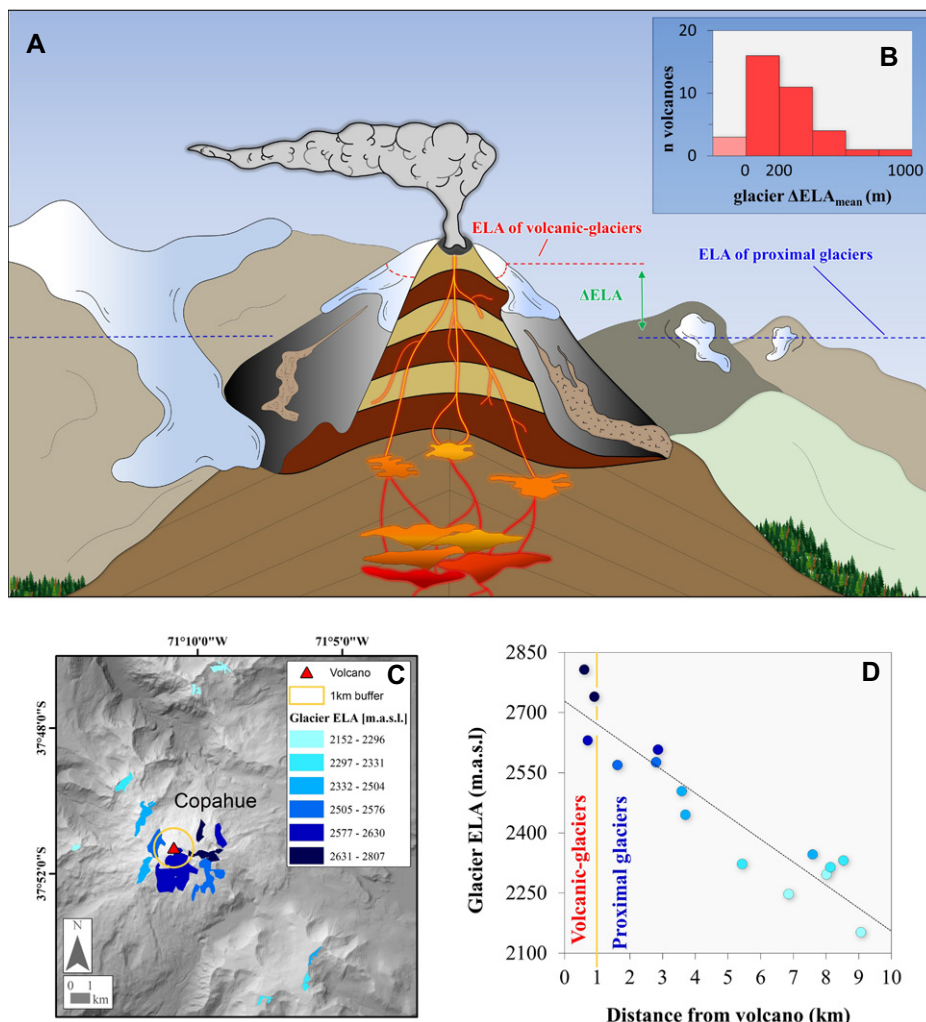 A
B
20
10
0
n volcanoes
0 200 1000
glacier ΔELAmean (m)
ELA of volcanic-glaciers
ELA of proximal glaciers
ΔELA
71°10'0"W 71°5'0"W
37°48'0"S
37°52'0"S
C
Volcano
1km buffer
Glacier ELA [m.a.s.l.]
2152 - 2296
2297 - 2331
2332 - 2504
2505 - 2576
2577 - 2630
2631 - 2807
Copahue
N
0 1
km
D
2850
2700
2550
2400
2250
2100
Glacier ELA (m.a.s.l)
Volcanic-glaciers
Proximal glaciers
0 1 2 3 4 5 6 7 8 9 10
Distance from volcano (km)